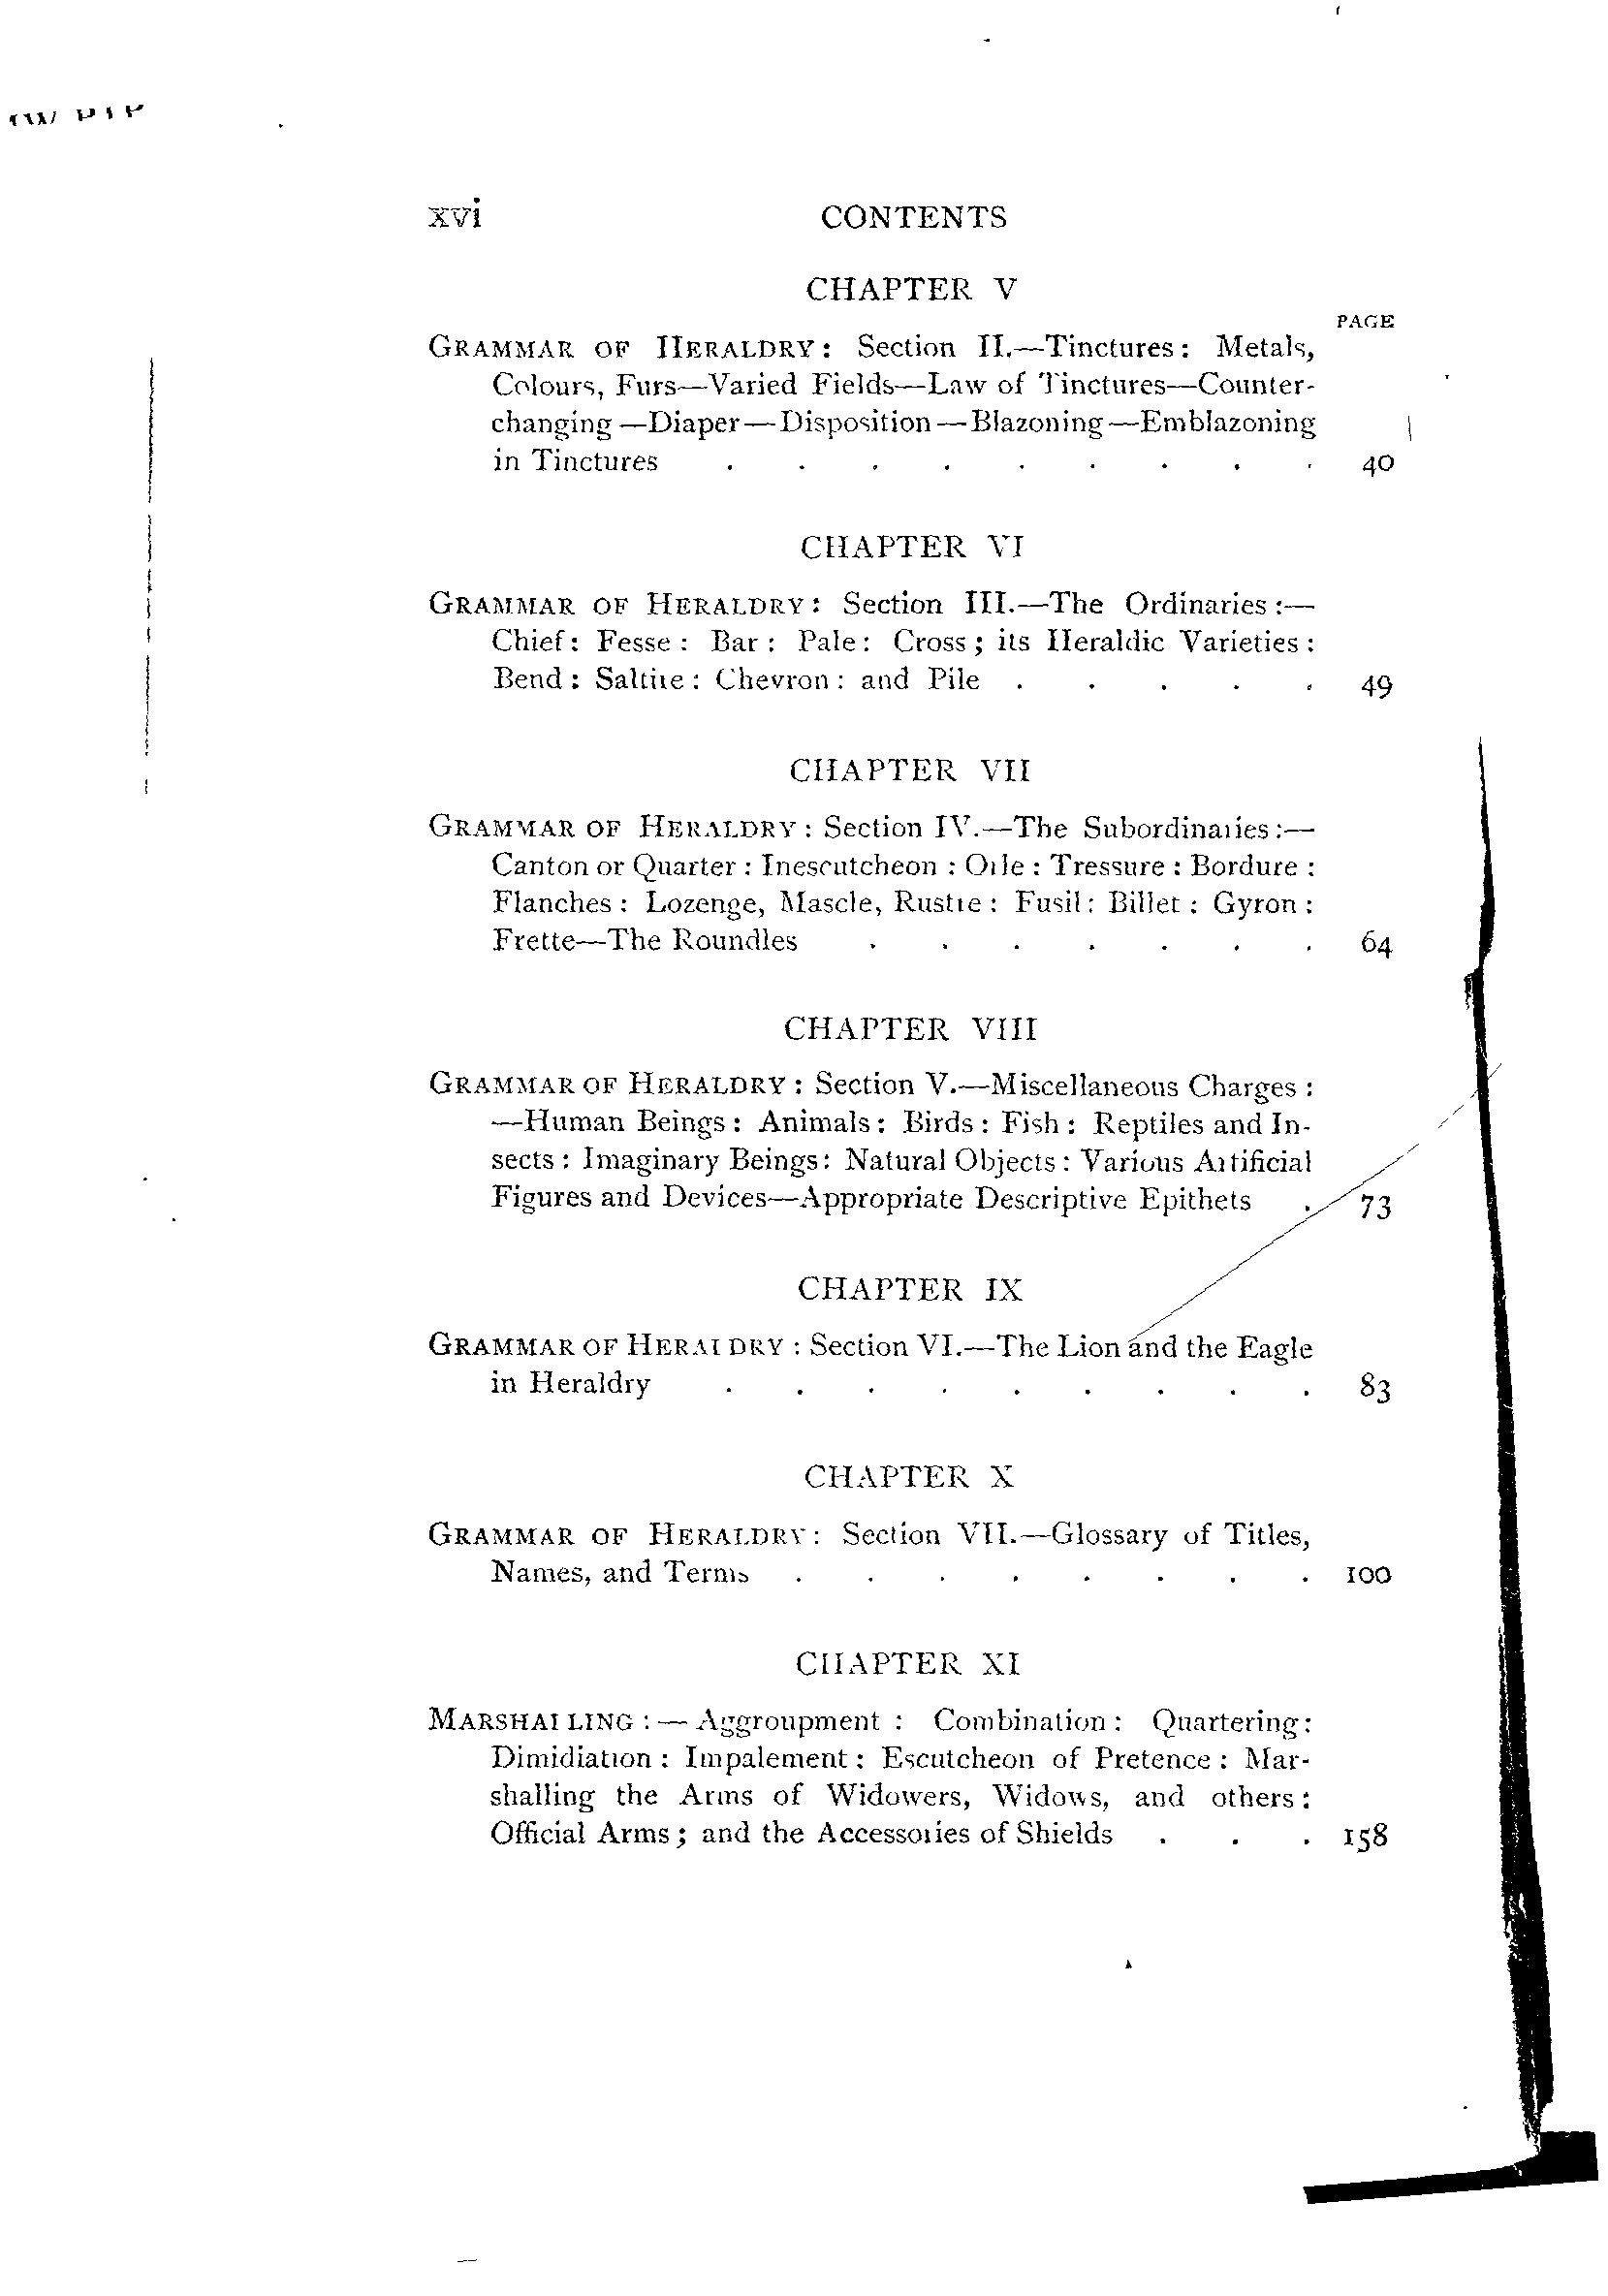 xvi CONTENTS
CHAPTER V
PAGE
GRAMMAR OF HERALDRY: Section II.—Tinctures: Metals,
Colours, Furs—Varied Fields—Law of Tinctures—Counter-
changing—Diaper—Disposition—Blazoning—Emblazoning
in Tinctures . . . . . . . . . 40
CHAPTER VI
GRAMMAR OF HERALDRY: Section III.—The Ordinaries:—
Chief: Fesse: Bar: Pale: Cross; its Heraldic Varieties:
Bend: Saltire: Chevron: and Pile . . . . . 49
CHAPTER VII
GRAMMAR OF HERALDRY: Section IV.—The Subordinaries:—
Canton or Quarter: Inescutcheon: Orle: Tressure: Bordure:
Flanches: Lozenge, Mascle, Rustre: Fusil: Billet: Gyron:
Frette—The Roundles . . . . . . . 64
CHAPTER VIII
GRAMMAR OF HERALDRY: Section V.—Miscellaneous Charges:
—Human Beings: Animals: Birds: Fish: Reptiles and In-
sects: Imaginary Beings: Natural Objects: Various Artificial
Figures and Devices—Appropriate Descriptive Epithets . 73
CHAPTER IX
GRAMMAR OF HERALDRY: Section VI.—The Lion and the Eagle
in Heraldry . . . . . . . . . 83
CHAPTER X
GRAMMAR OF HERALDRY: Section VII.—Glossary of Titles,
Names, and Terms . . . . . . . . 100
CHAPTER XI
MARSHALLING:—Aggroupment: Combination: Quartering:
Dimidiation: Impalement: Escutcheon of Pretence: Mar-
shalling the Arms of Widowers, Widows, and others:
Official Arms; and the Accessories of Shields . . . 158